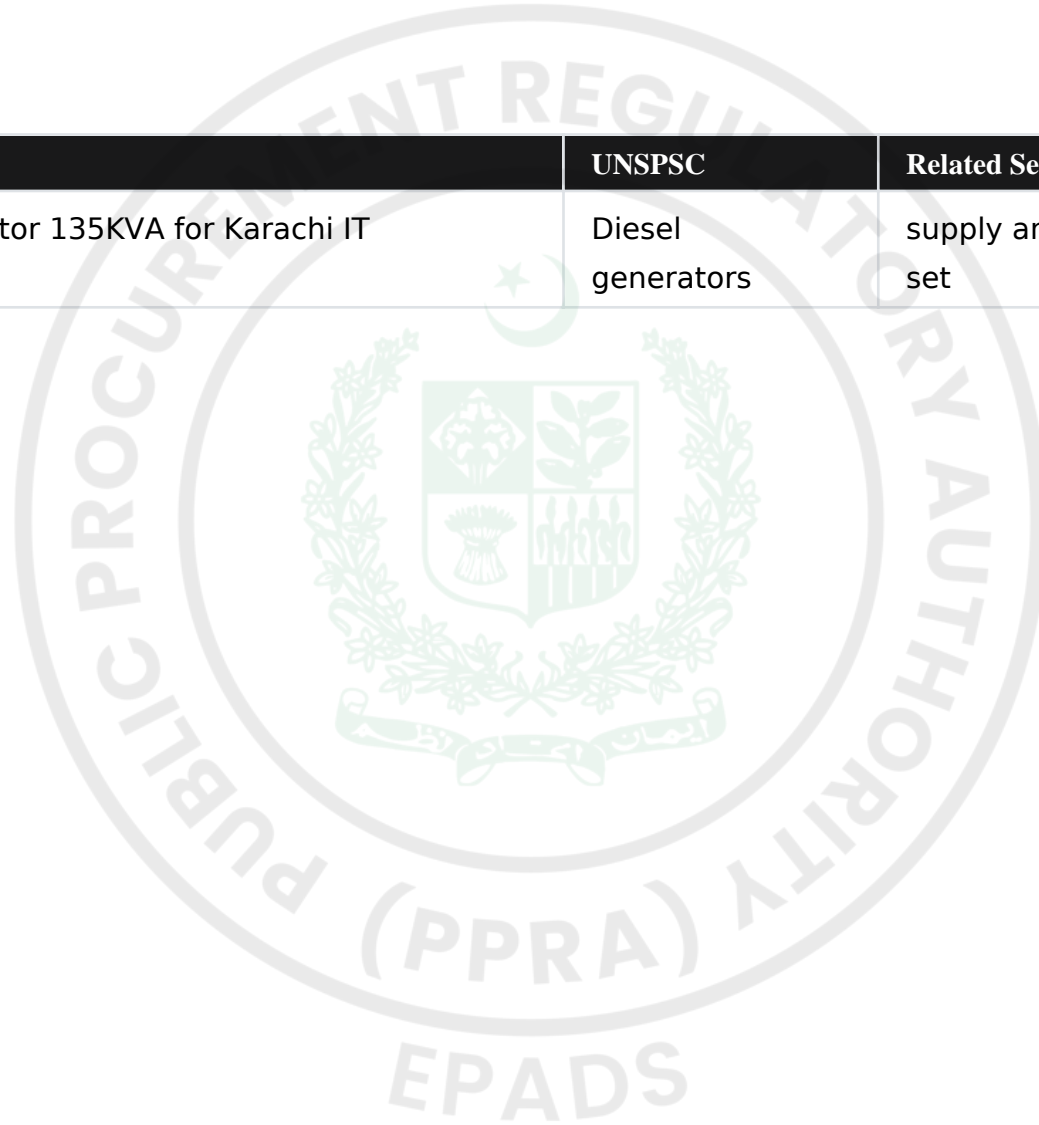 UNSPSC
Related Se
tor 135KVA for Karachi IT
Diesel
generators
supply ar
set
PUBLIC PROCUREMENT REGULATORY AUTHORITY
(PPRA)
EPADS